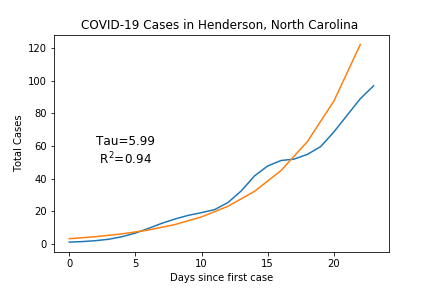 COVID-19 Cases in Henderson, North Carolina
120
100
80
60
40
20
0
Total Cases
Tau=5.99
R²=0.94
0 5 10 15 20
Days since first case